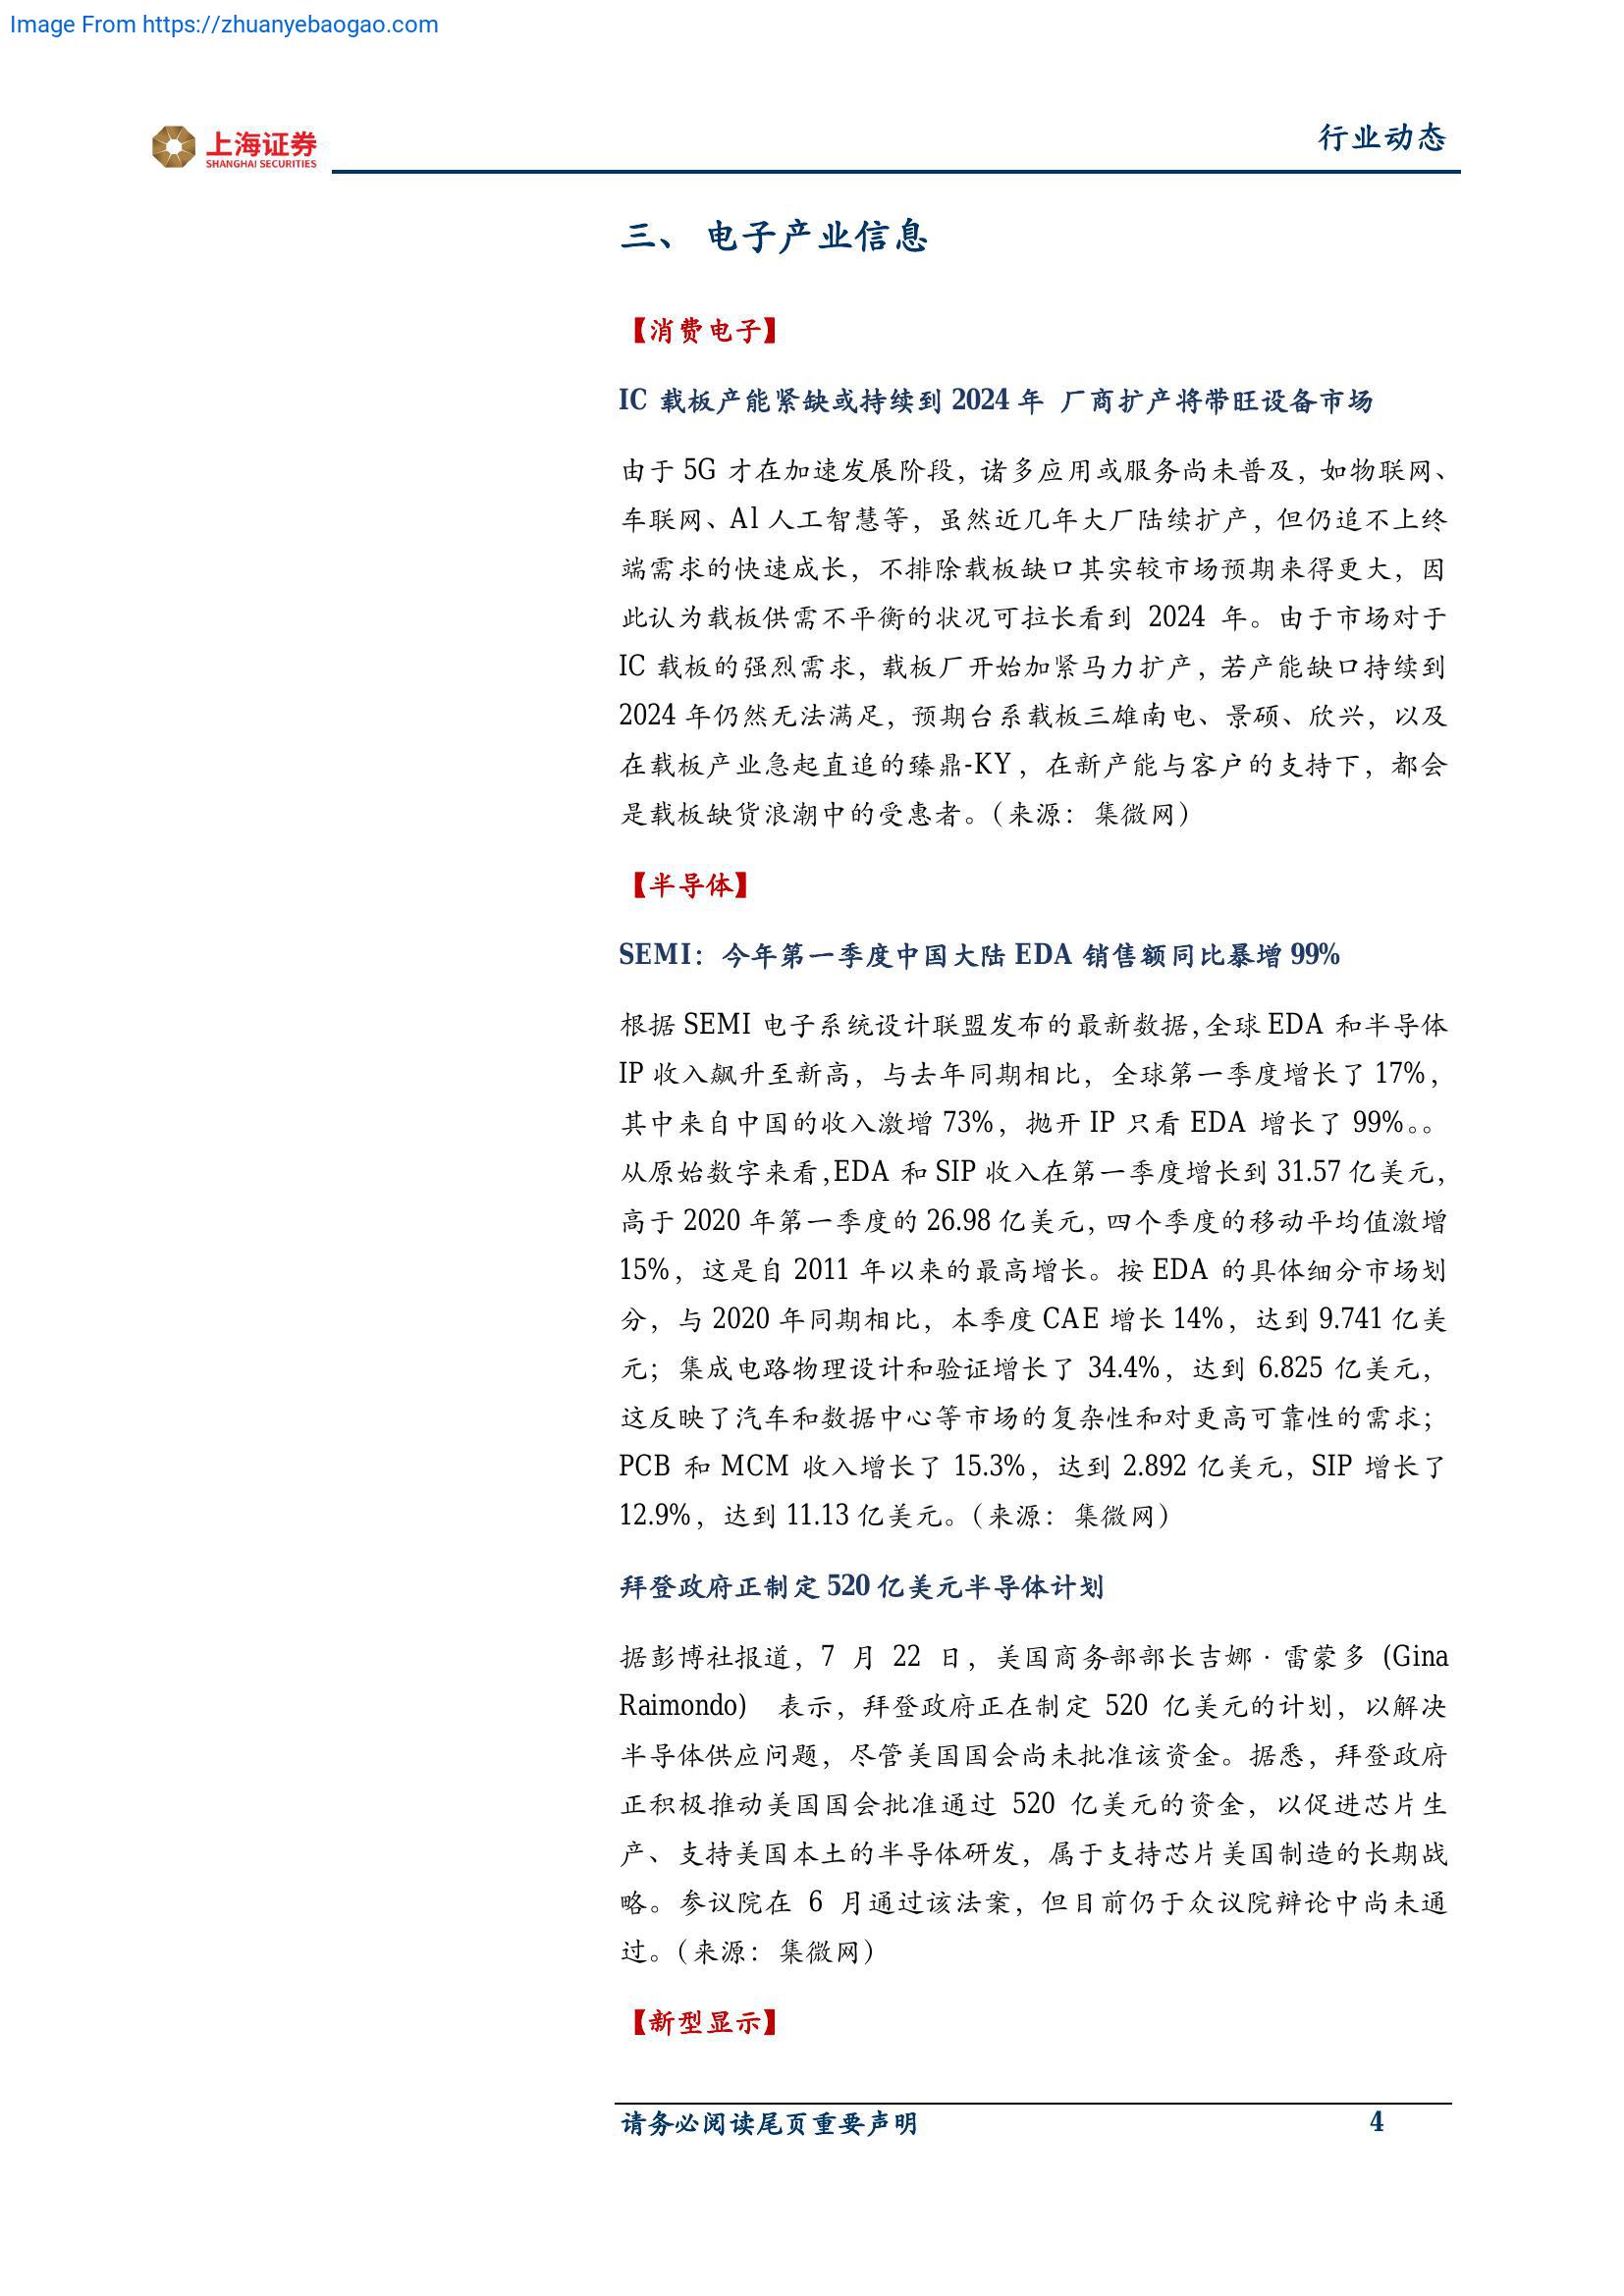 Image From https://zhuanyebaogao.com
上海证券
SHANGHAI SECURITIES
行业动态
三、 电子产业信息
【消费电子】
IC 载板产能紧缺或持续到 2024 年 厂商扩产将带旺设备市场
由于 5G 才在加速发展阶段，诸多应用或服务尚未普及，如物联网、
车联网、Al 人工智慧等，虽然近几年大厂陆续扩产，但仍追不上终
端需求的快速成长，不排除载板缺口其实较市场预期来得更大，因
此认为载板供需不平衡的状况可拉长看到 2024 年。由于市场对于
IC 载板的强烈需求，载板厂开始加紧马力扩产，若产能缺口持续到
2024 年仍然无法满足，预期台系载板三雄南电、景硕、欣兴，以及
在载板产业急起直追的臻鼎-KY，在新产能与客户的支持下，都会
是载板缺货浪潮中的受惠者。（来源：集微网）
【半导体】
SEMI：今年第一季度中国大陆 EDA 销售额同比暴增 99%
根据 SEMI 电子系统设计联盟发布的最新数据，全球 EDA 和半导体
IP 收入飙升至新高，与去年同期相比，全球第一季度增长了 17%，
其中来自中国的收入激增 73%，抛开 IP 只看 EDA 增长了 99%。。
从原始数字来看，EDA 和 SIP 收入在第一季度增长到 31.57 亿美元，
高于 2020 年第一季度的 26.98 亿美元，四个季度的移动平均值激增
15%，这是自 2011 年以来的最高增长。按 EDA 的具体细分市场划
分，与 2020 年同期相比，本季度 CAE 增长 14%，达到 9.741 亿美
元；集成电路物理设计和验证增长了 34.4%，达到 6.825 亿美元，
这反映了汽车和数据中心等市场的复杂性和对更高可靠性的需求；
PCB 和 MCM 收入增长了 15.3%，达到 2.892 亿美元，SIP 增长了
12.9%，达到 11.13 亿美元。（来源：集微网）
拜登政府正制定 520 亿美元半导体计划
据彭博社报道，7 月 22 日，美国商务部部长吉娜·雷蒙多 (Gina
Raimondo) 表示，拜登政府正在制定 520 亿美元的计划，以解决
半导体供应问题，尽管美国国会尚未批准该资金。据悉，拜登政府
正积极推动美国国会批准通过 520 亿美元的资金，以促进芯片生
产、支持美国本土的半导体研发，属于支持芯片美国制造的长期战
略。参议院在 6 月通过该法案，但目前仍于众议院辩论中尚未通
过。（来源：集微网）
【新型显示】
请务必阅读尾页重要声明 4